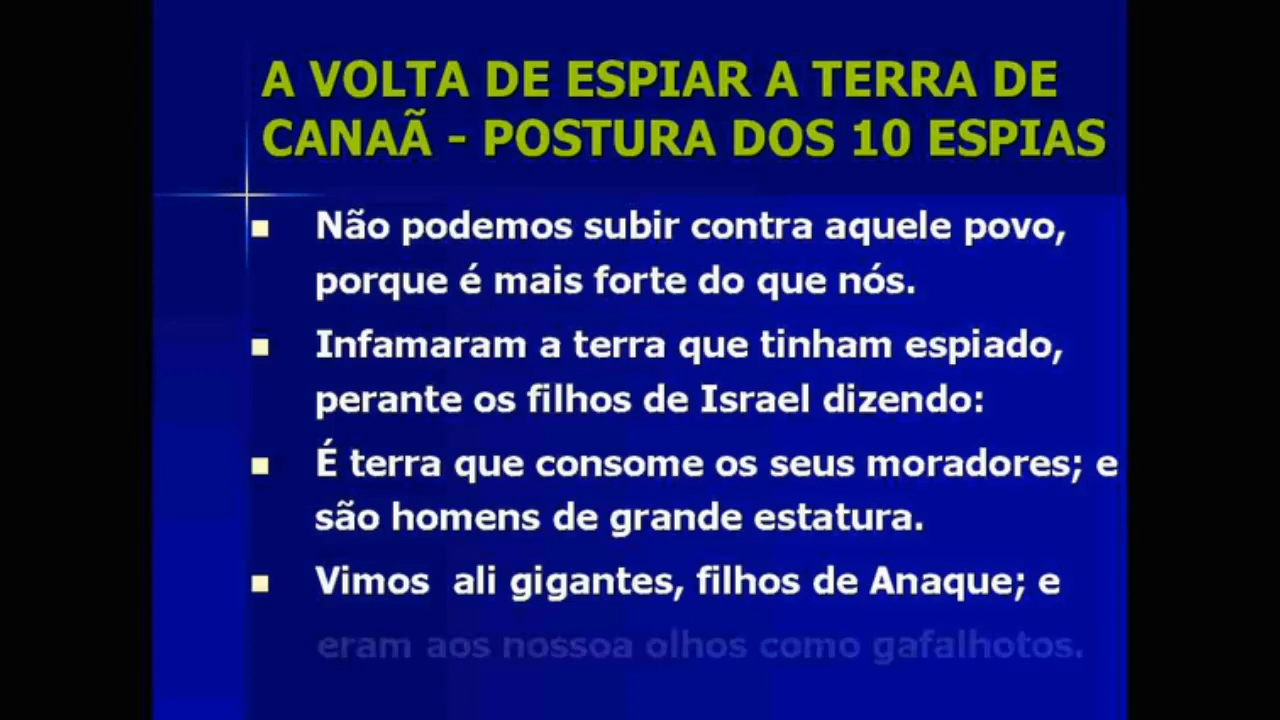 A VOLTA DE ESPIAR A TERRA DE
CANAÃ - POSTURA DOS 10 ESPIAS
Não podemos subir contra aquele povo,
porque é mais forte do que nós.
Infamaram a terra que tinham espiado,
perante os filhos de Israel dizendo:
É terra que consome os seus moradores; e
são homens de grande estatura.
Vimos ali gigantes, filhos de Anaque; e
eram aos nossoa olhos como gafalhotos.